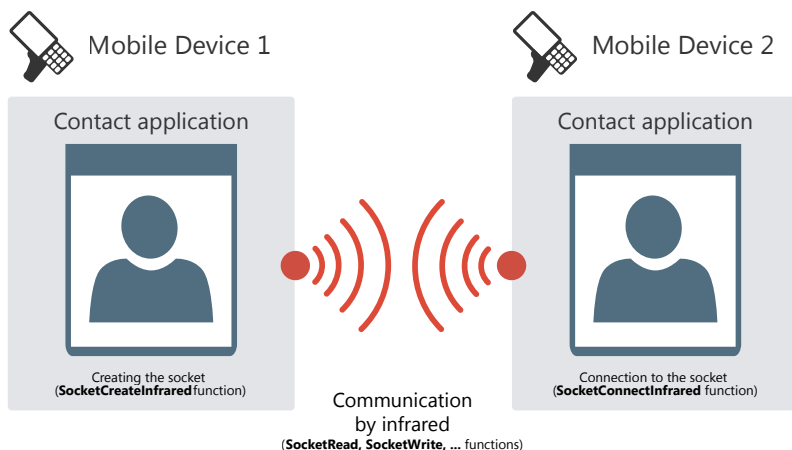 Mobile Device 1
Mobile Device 2
Contact application
Contact application
Creating the socket
(SocketCreateInfrared function)
Connection to the socket
(SocketConnectInfrared function)
Communication
by infrared
(SocketRead, SocketWrite, ... functions)